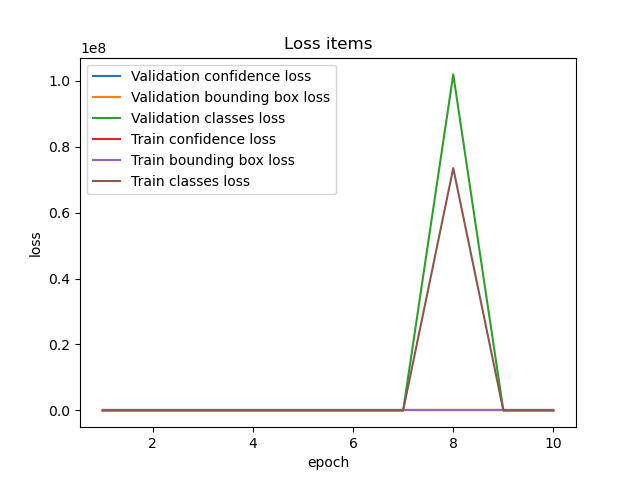 Loss items
1e8
Validation confidence loss
Validation bounding box loss
Validation classes loss
Train confidence loss
Train bounding box loss
Train classes loss
1.0
0.8
0.6
0.4
0.2
0.0
loss
2 4 6 8 10
epoch